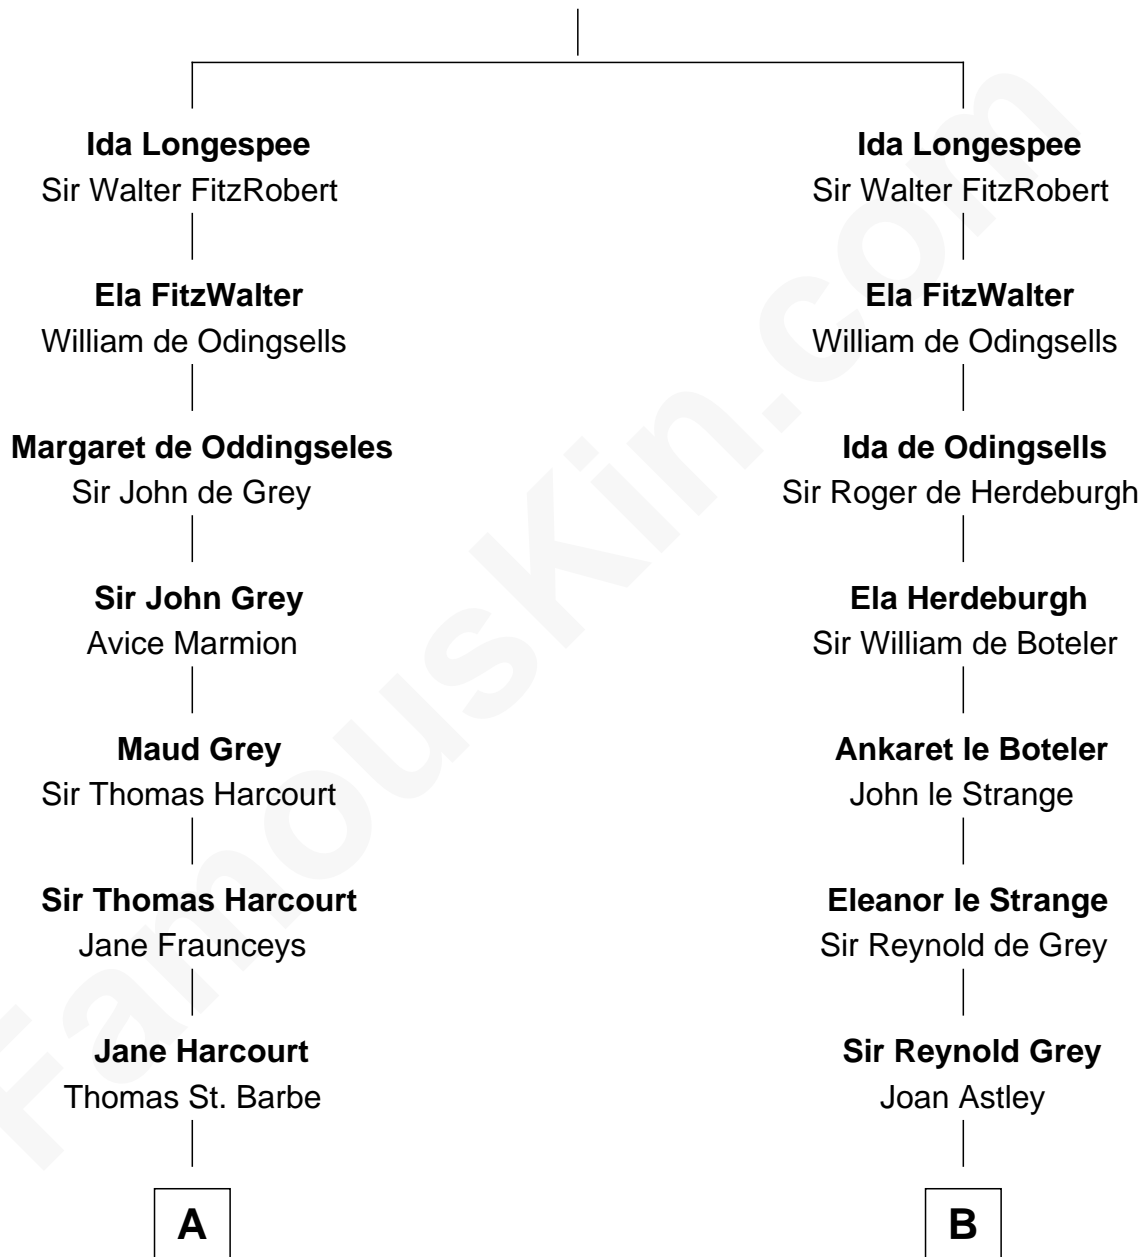 Ida Longespee
Sir Walter FitzRobert
Ela FitzWalter
William de Odingsells
Margaret de Oddingseles
Sir John de Grey
Sir John Grey
Avice Marmion
Maud Grey
Sir Thomas Harcourt
Sir Thomas Harcourt
Jane Fraunceys
Jane Harcourt
Thomas St. Barbe
A
Ida Longespee
Sir Walter FitzRobert
Ela FitzWalter
William de Odingsells
Ida de Odingsells
Sir Roger de Herdeburgh
Ela Herdeburgh
Sir William de Boteler
Ankaret le Boteler
John le Strange
Eleanor le Strange
Sir Reynold de Grey
Sir Reynold Grey
Joan Astley
B
FamousKin.com